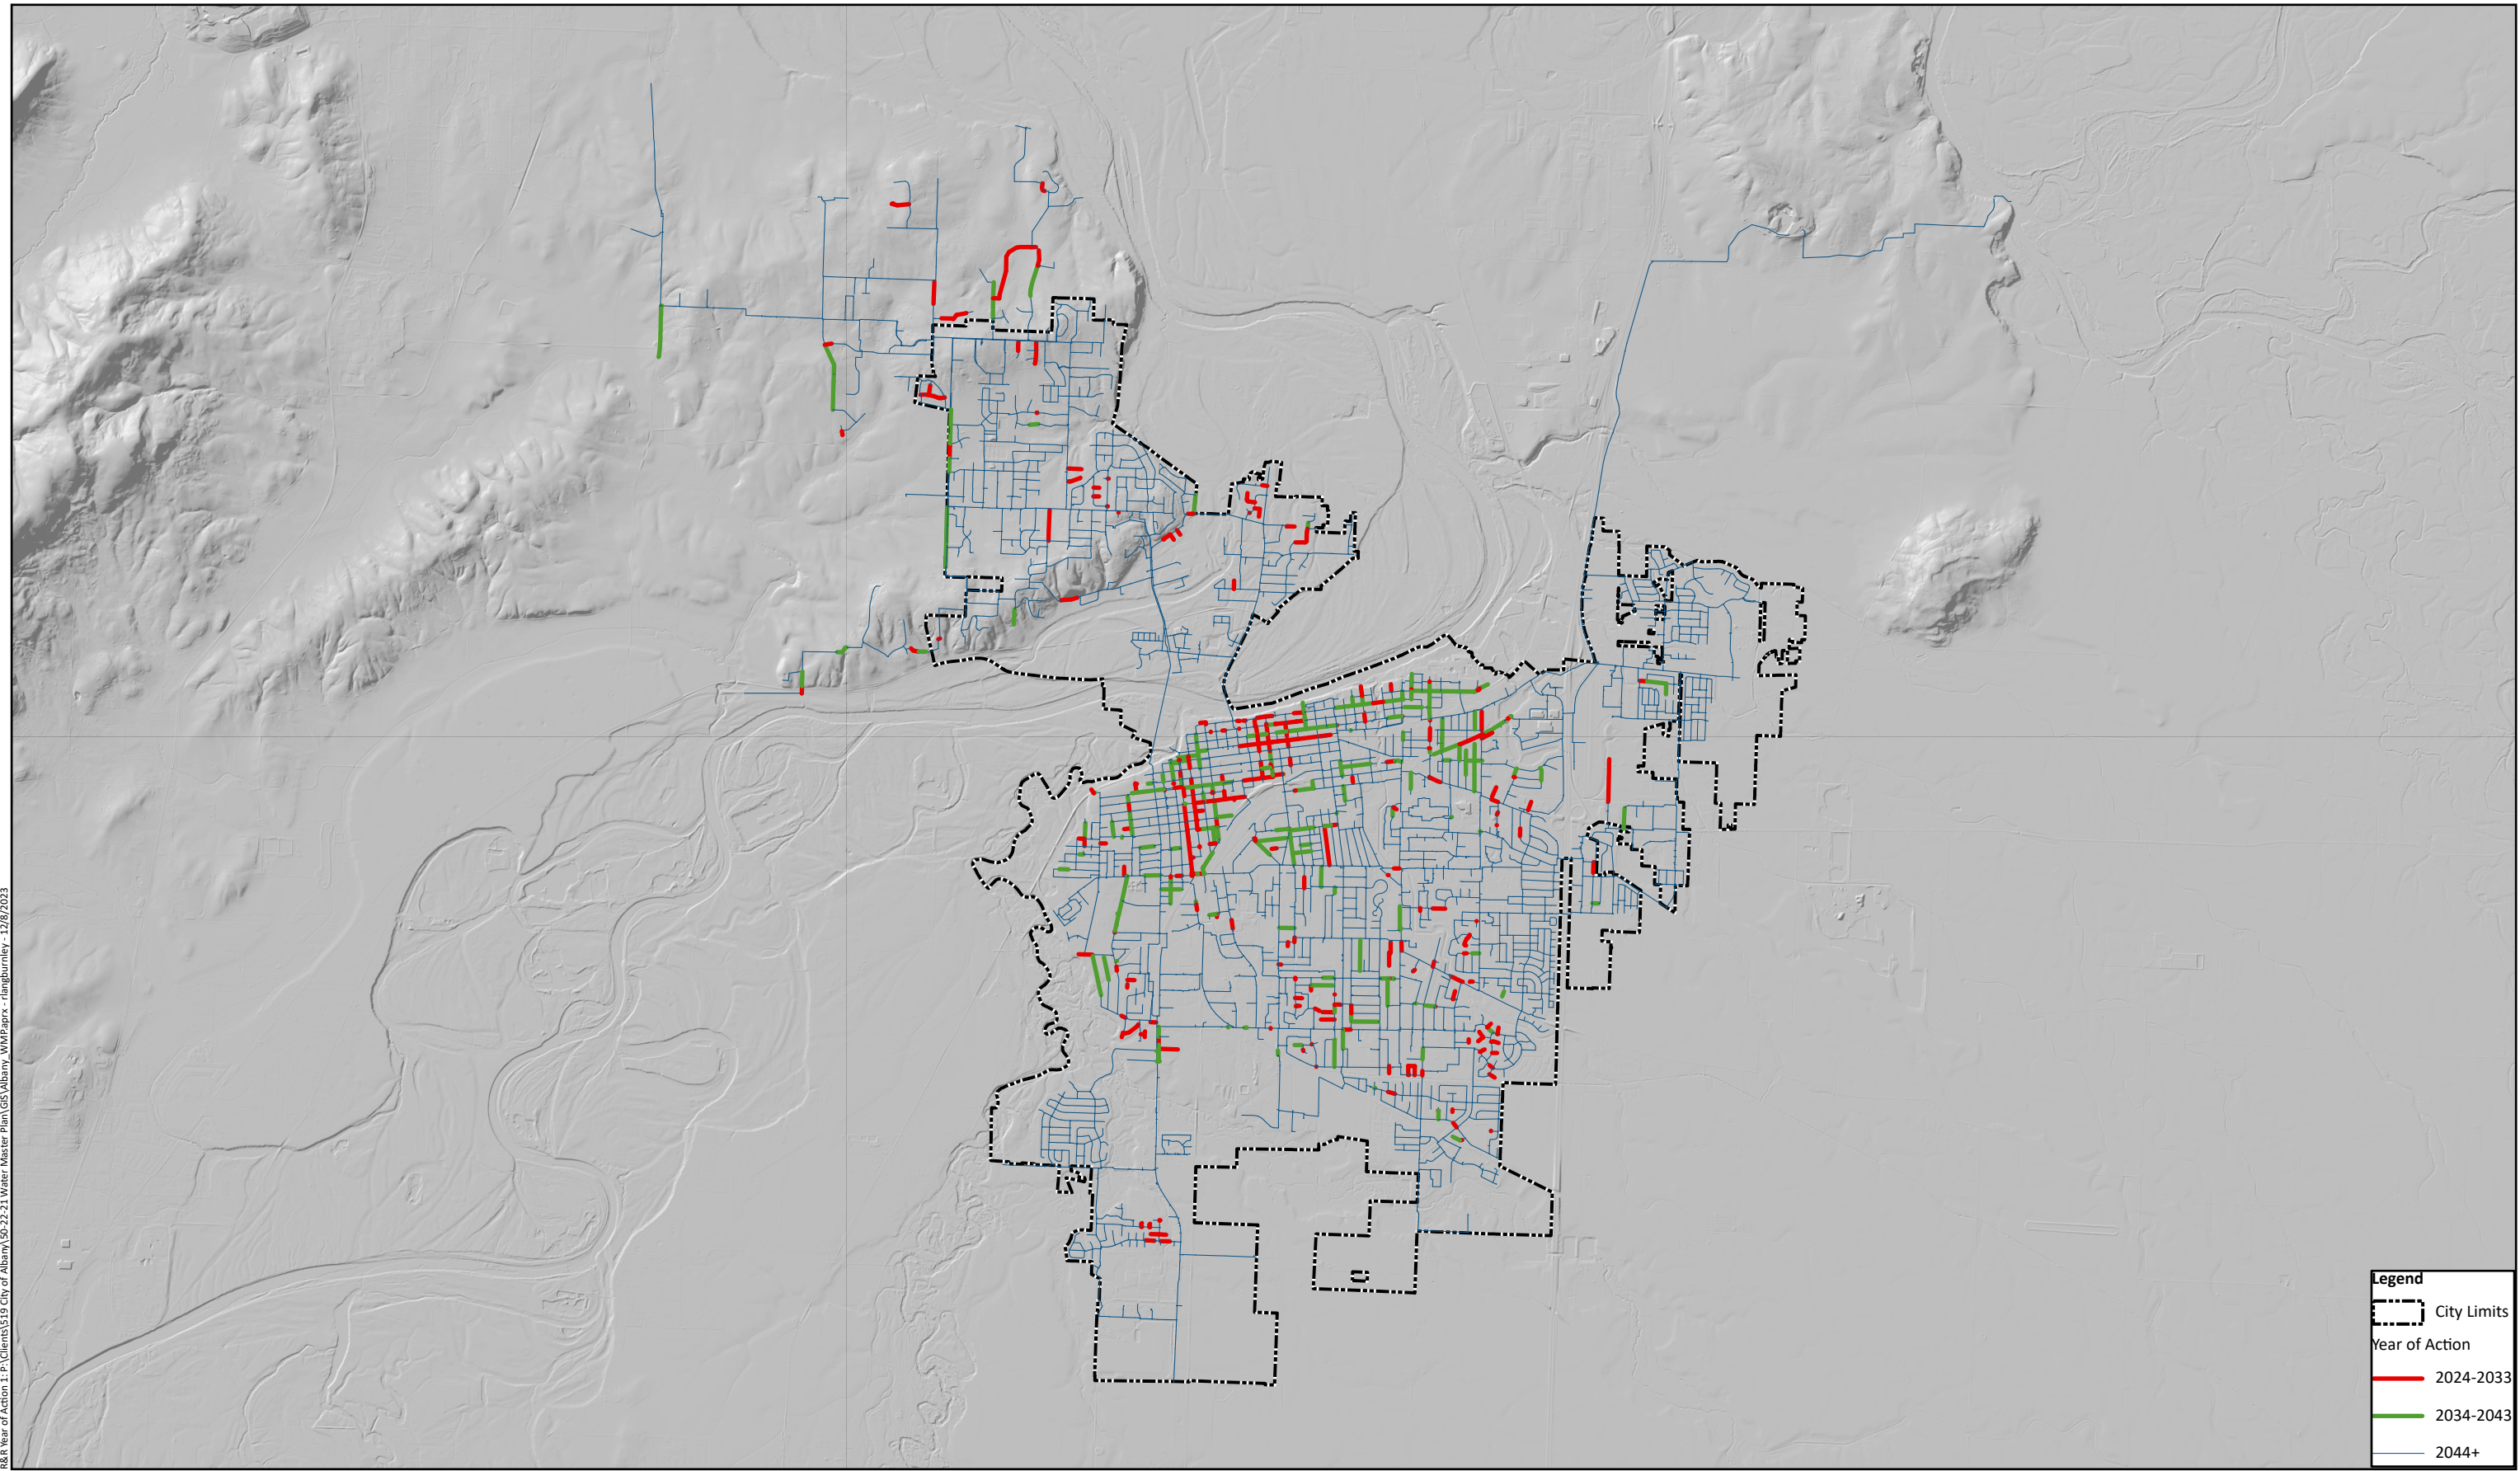 R&R Year of Action 1: P:\Clients\519 City of Albany\50-22-21 Water Master Plan\GIS\Albany_WMP.aprx - rlangburnley - 12/8/2023
Legend
City Limits
Year of Action
2024-2033
2034-2043
2044+